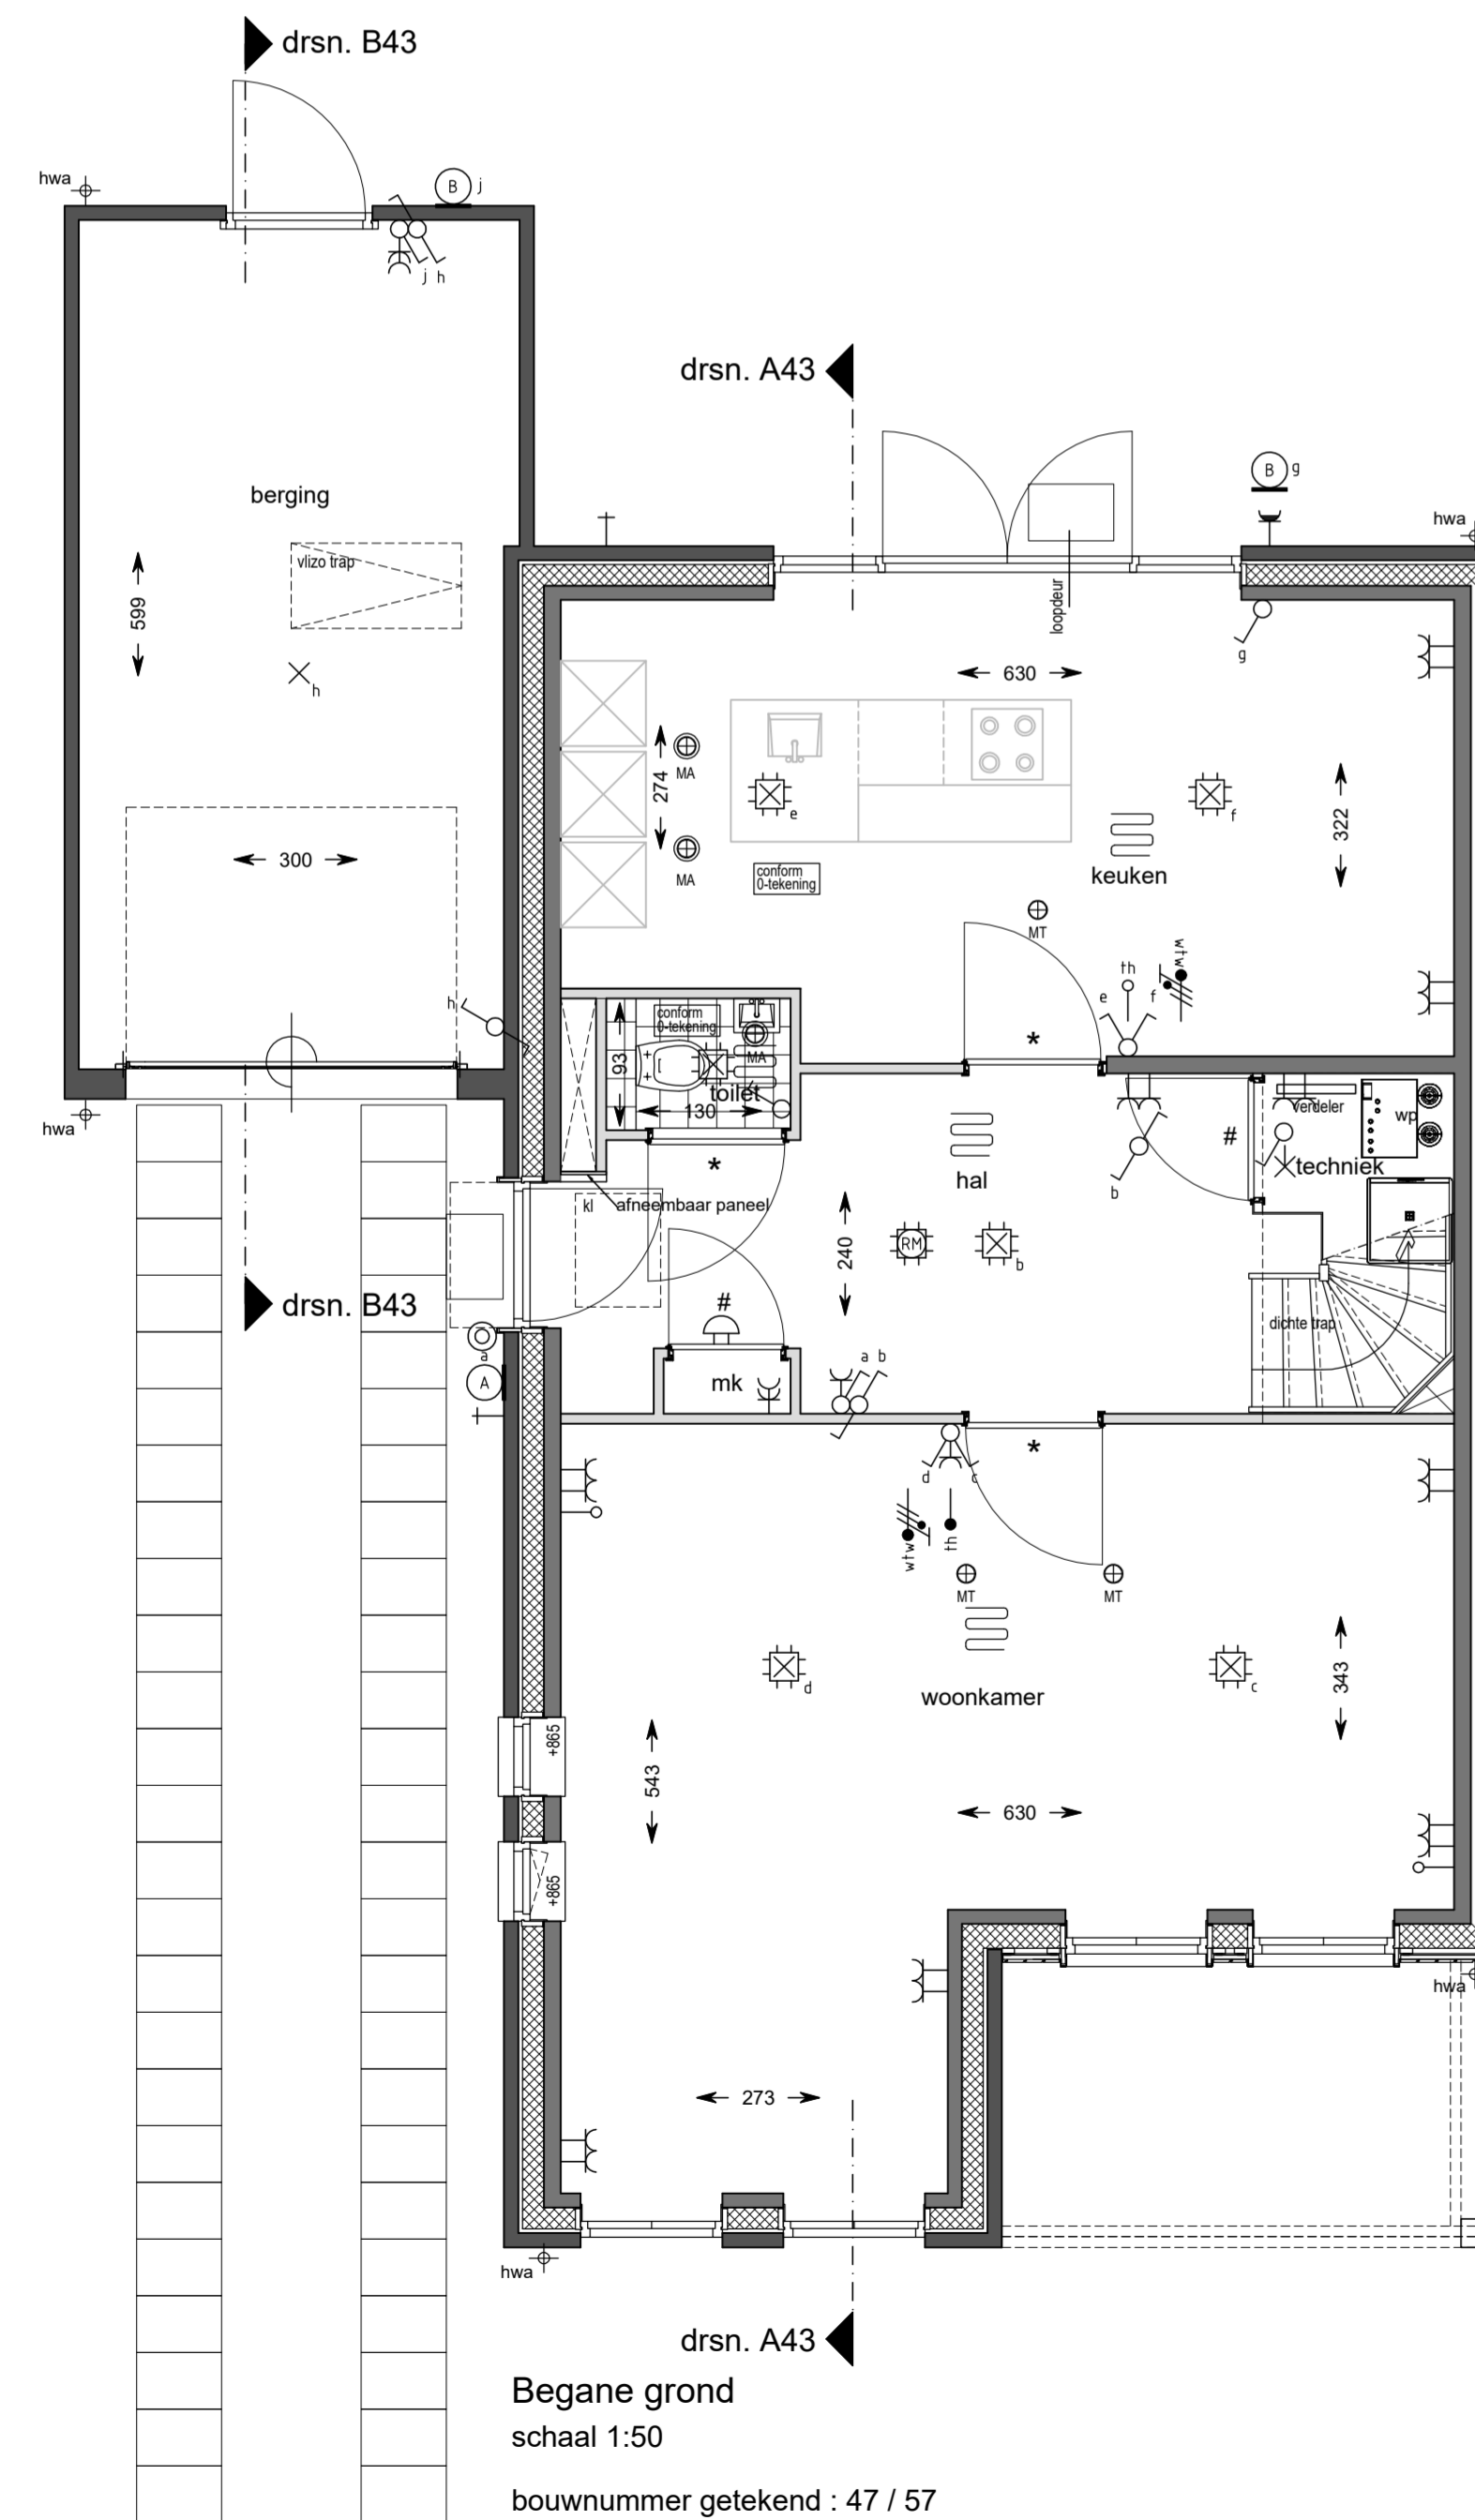 drsn. B43
hwa
B j
j h
drsn. A43
berging
vlizo trap
599
h
B g
hwa
loopdeur
g
630
274
MA
MA
e
f
conform
0-tekening
keuken
322
300
MT
wtw
th
e
f
h
hwa
conform
0-tekening
93
MA
toilet
130
*
*
#
verdeler
wp
techniek
hal
b
kl
afneembaar paneel
240
RM
b
drsn. B43
#
dichte trap
a
A
mk
a b
*
d
c
wtw
th
MT
MT
d
c
woonkamer
343
+865
543
630
+865
hwa
273
hwa
drsn. A43
Begane grond
schaal 1:50
bouwnummer getekend : 47 / 57